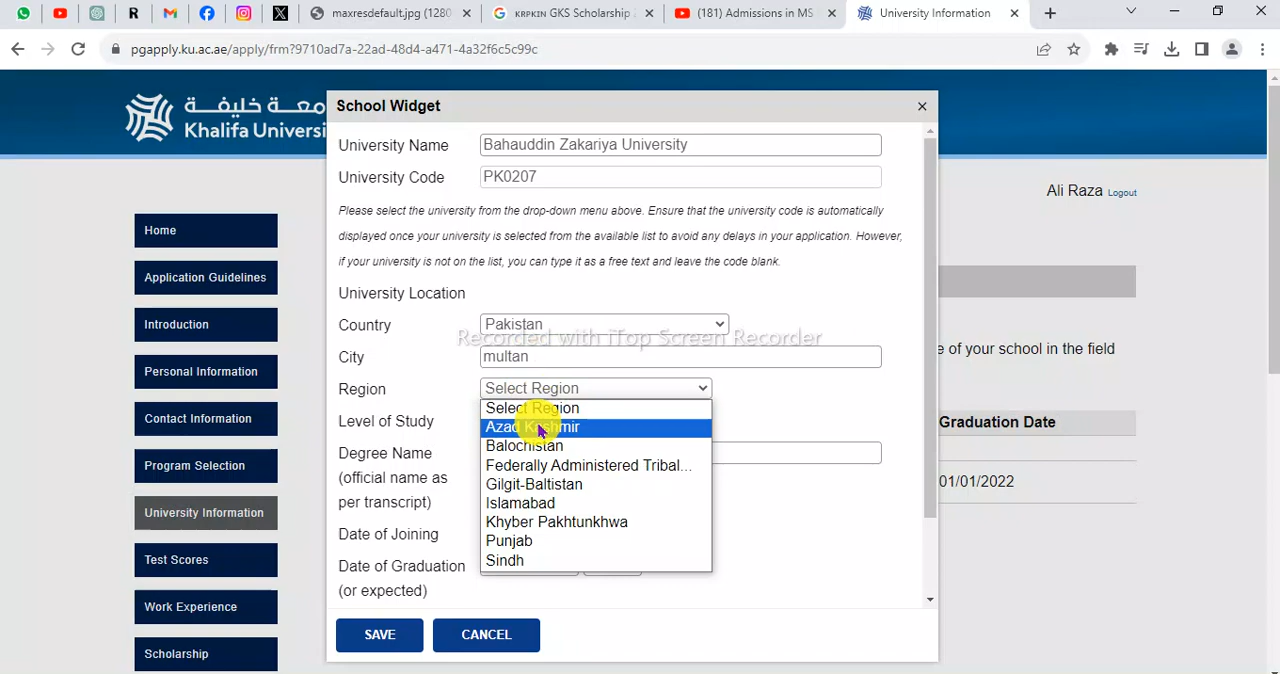 maxresdefault.jpg (1280
KRPKIN GKS Scholarship
(181) Admissions in MS
University Information
pgapply.ku.ac.ae/apply/frm?9710ad7a-22ad-48d4-a471-4a32f6c5c99c
جامعة خليفة
Khalifa Universi
School Widget
University Name
Bahauddin Zakariya University
University Code
PK0207
Ali Raza Logout
Please select the university from the drop-down menu above. Ensure that the university code is automatically
displayed once your university is selected from the available list to avoid any delays in your application. However,
if your university is not on the list, you can type it as a free text and leave the code blank.
University Location
Country
Pakistan
Recorded with iTop Screen Recorder
City
multan
e of your school in the field
Region
Select Region
Select Region
Azad Kashmir
Balochistan
Federally Administered Tribal...
Gilgit-Baltistan
Islamabad
Khyber Pakhtunkhwa
Punjab
Sindh
Level of Study
Degree Name
(official name as
per transcript)
Date of Joining
Date of Graduation
(or expected)
Graduation Date
01/01/2022
SAVE
CANCEL
Home
Application Guidelines
Introduction
Personal Information
Contact Information
Program Selection
University Information
Test Scores
Work Experience
Scholarship